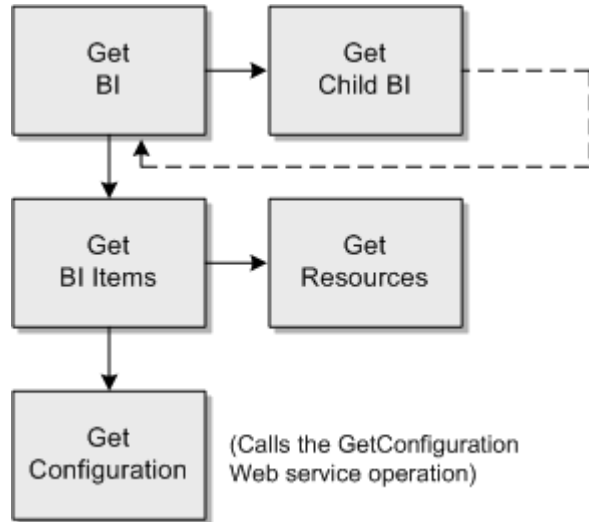 Get
BI
Get
Child BI
Get
BI Items
Get
Resources
Get
Configuration
(Calls the GetConfiguration
Web service operation)